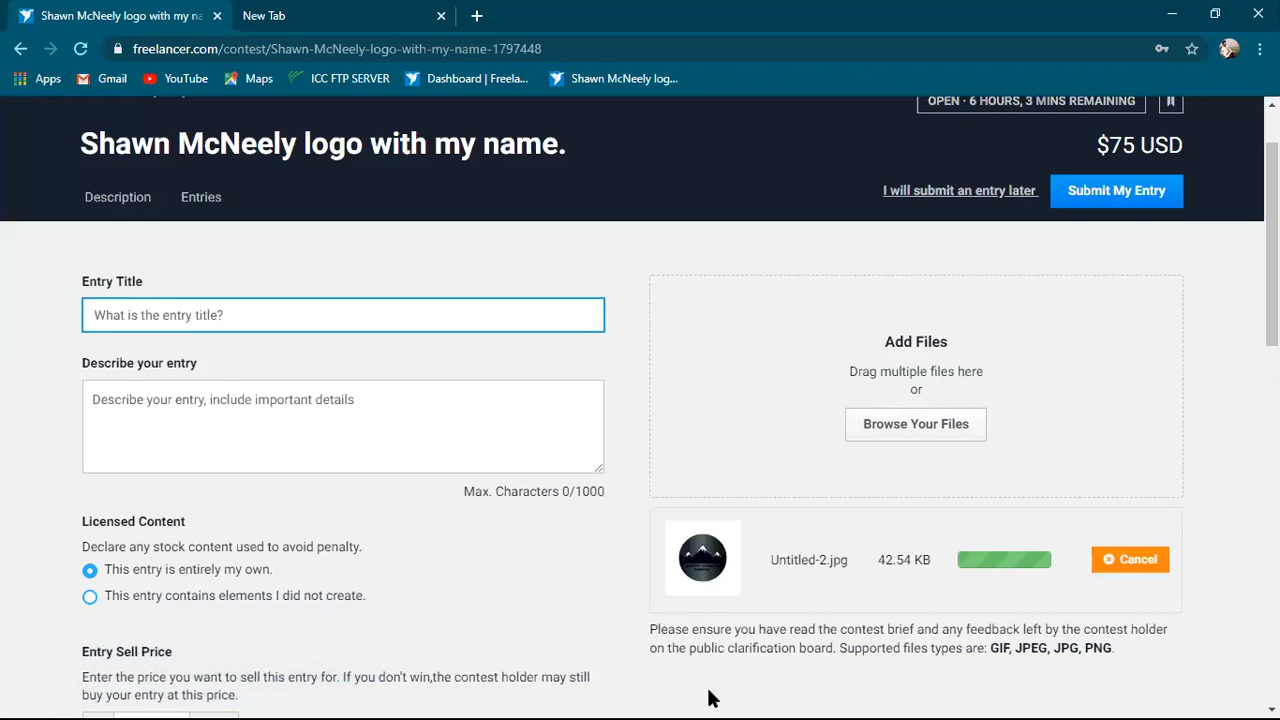 Shawn McNeely logo with my na
New Tab
freelancer.com/contest/Shawn-McNeely-logo-with-my-name-1797448
Apps
Gmail
YouTube
Maps
ICC FTP SERVER
Dashboard | Freela...
Shawn McNeely log...
OPEN · 6 HOURS, 3 MINS REMAINING
Shawn McNeely logo with my name.
$75 USD
Description
Entries
I will submit an entry later
Submit My Entry
Entry Title
What is the entry title?
Describe your entry
Describe your entry, include important details
Max. Characters 0/1000
Add Files
Drag multiple files here
or
Browse Your Files
Licensed Content
Declare any stock content used to avoid penalty.
This entry is entirely my own.
This entry contains elements I did not create.
Untitled-2.jpg
42.54 KB
Cancel
Please ensure you have read the contest brief and any feedback left by the contest holder
on the public clarification board. Supported files types are: GIF, JPEG, JPG, PNG.
Entry Sell Price
Enter the price you want to sell this entry for. If you don't win,the contest holder may still
buy your entry at this price.